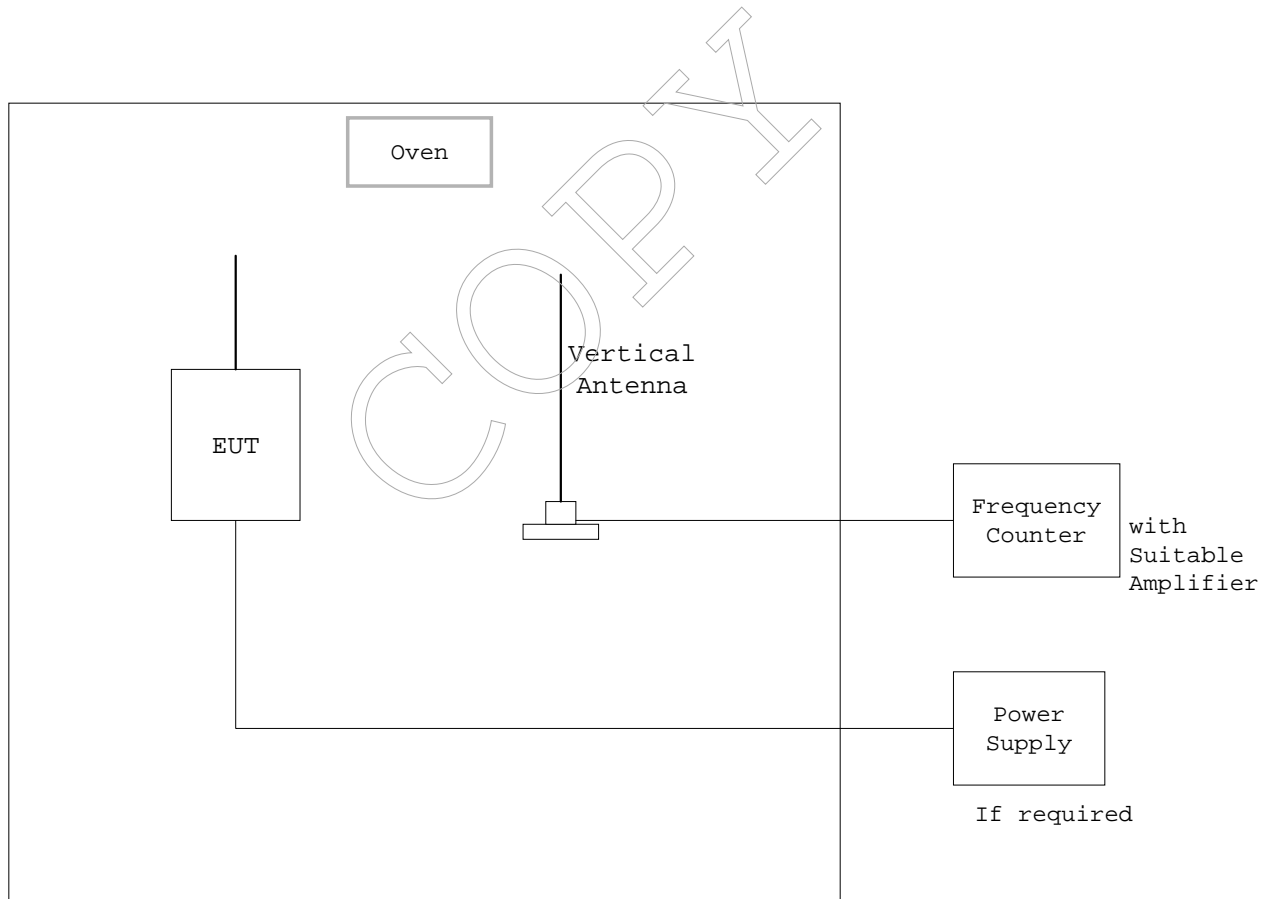 COPY
Oven
Vertical
Antenna
EUT
Frequency
Counter
with
Suitable
Amplifier
Power
Supply
If required